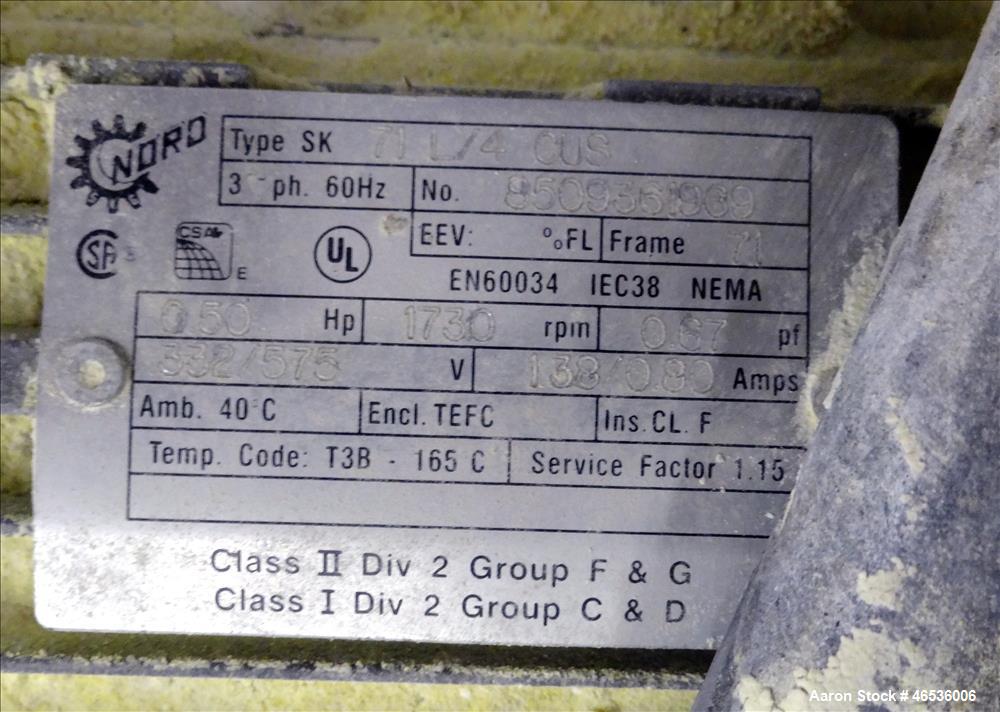 NORD
Type SK 71 L/4 CUS
3 ph. 60Hz No. 8509361969
EEV: %FL Frame 71
CSA E UL
EN60034 IEC38 NEMA
0.50 Hp 1730 rpm 0.67 pf
332/575 V 1.38/0.80 Amps
Amb. 40°C Encl. TEFC Ins. CL. F
Temp. Code: T3B - 165 C Service Factor 1.15
Class II Div 2 Group F & G
Class I Div 2 Group C & D
Aaron Stock # 46536006